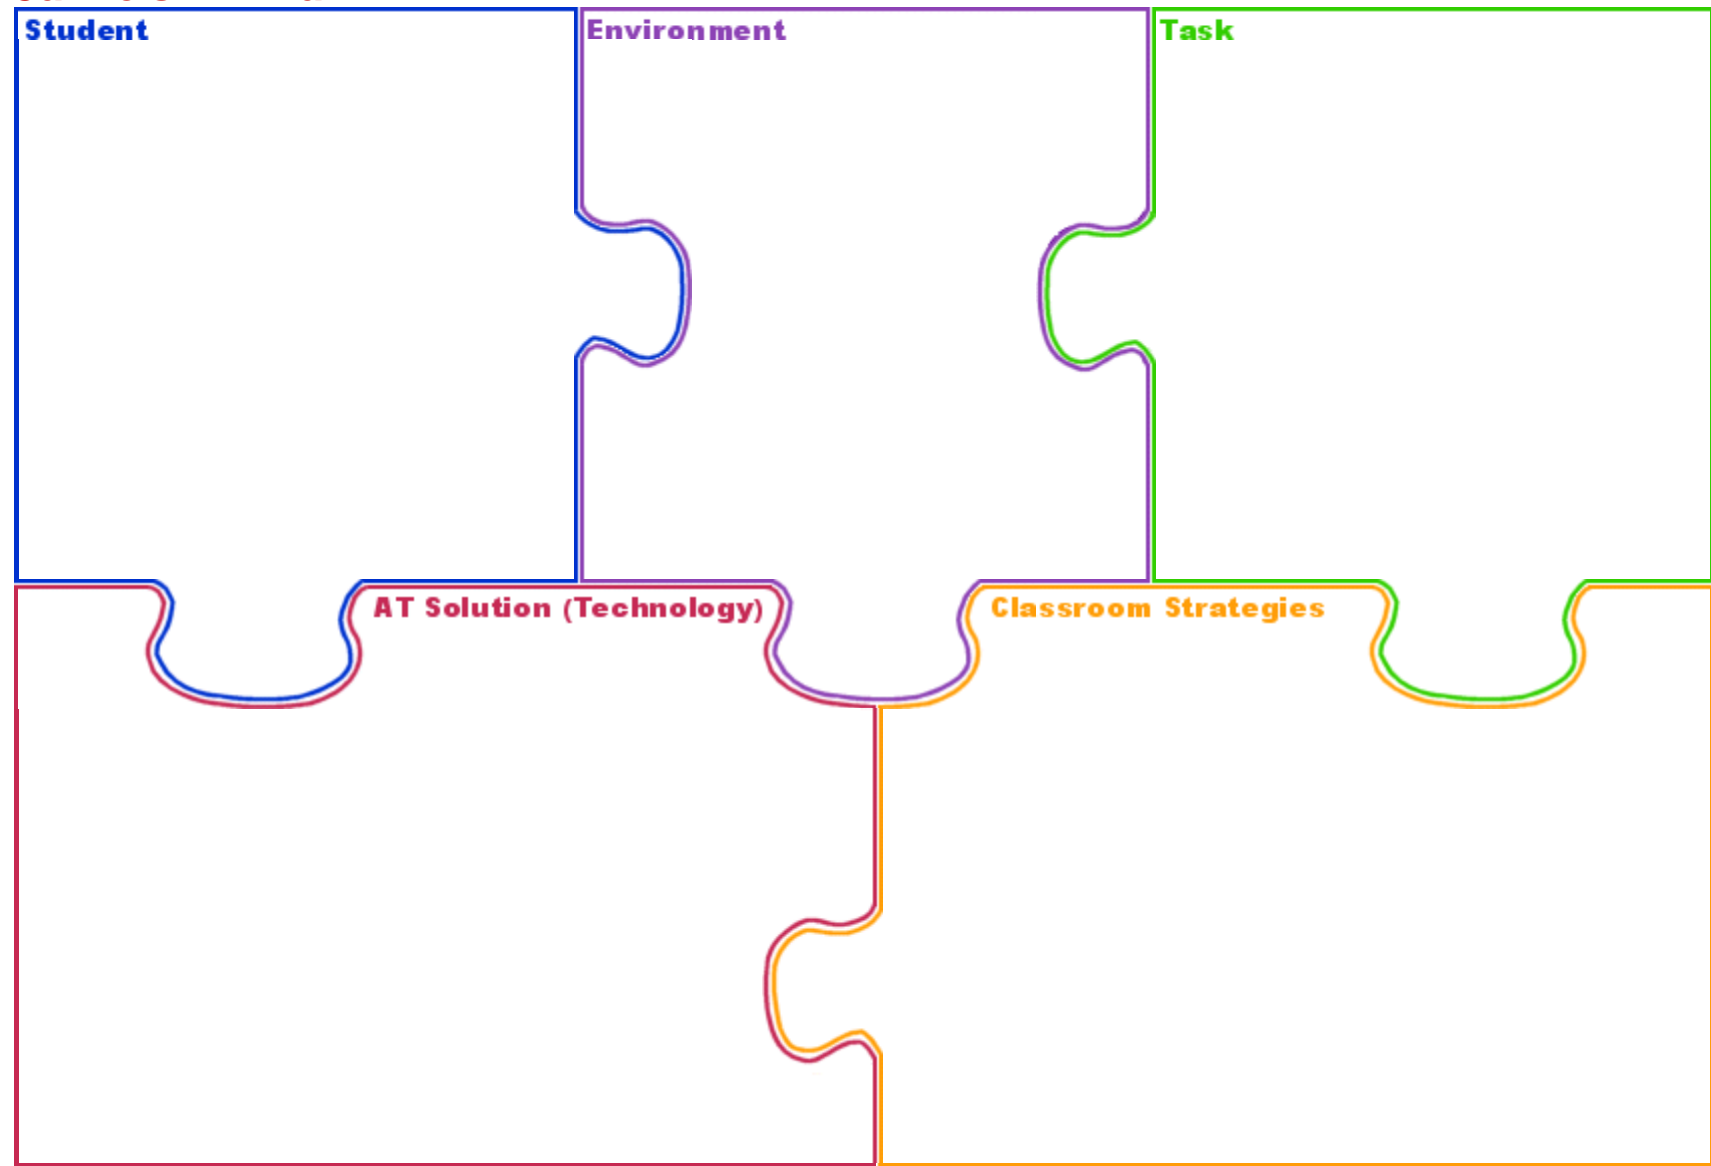 Student
Environment
Task
AT Solution (Technology)
Classroom Strategies